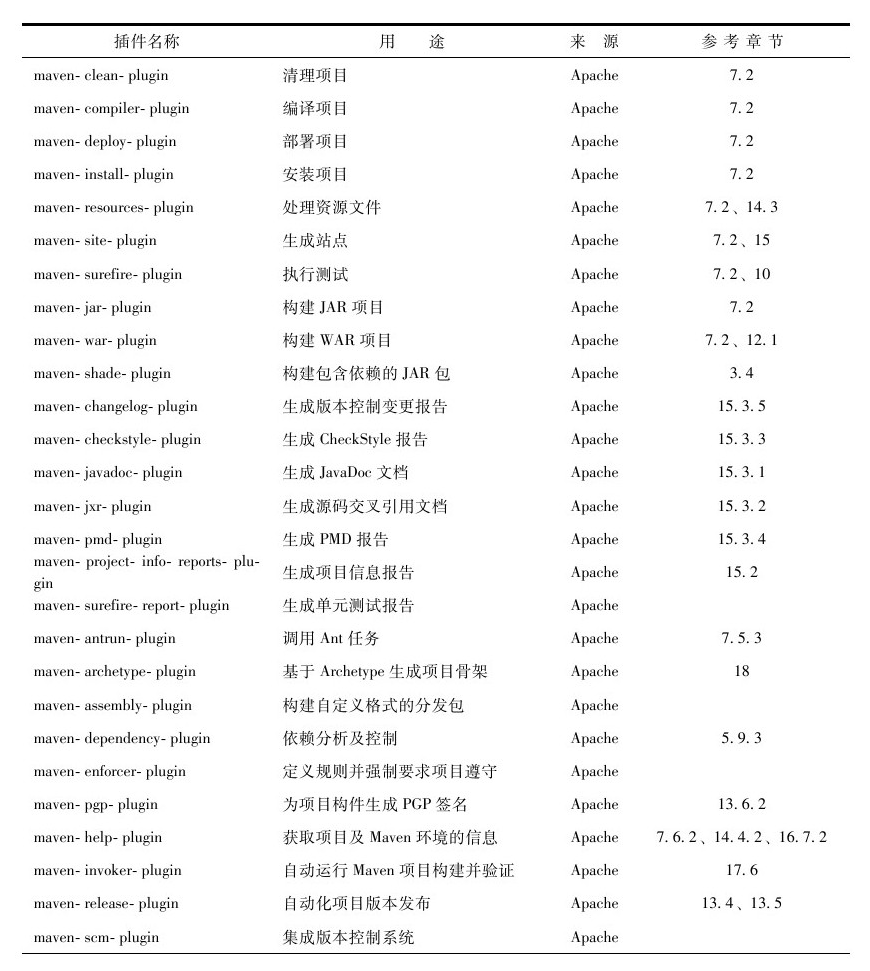 插件名称 用 途 来 源 参考章节
maven-clean-plugin 清理项目 Apache 7.2
maven-compiler-plugin 编译项目 Apache 7.2
maven-deploy-plugin 部署项目 Apache 7.2
maven-install-plugin 安装项目 Apache 7.2
maven-resources-plugin 处理资源文件 Apache 7.2、14.3
maven-site-plugin 生成站点 Apache 7.2、15
maven-surefire-plugin 执行测试 Apache 7.2、10
maven-jar-plugin 构建 JAR 项目 Apache 7.2
maven-war-plugin 构建 WAR 项目 Apache 7.2、12.1
maven-shade-plugin 构建包含依赖的 JAR 包 Apache 3.4
maven-changelog-plugin 生成版本控制变更报告 Apache 15.3.5
maven-checkstyle-plugin 生成 CheckStyle 报告 Apache 15.3.3
maven-javadoc-plugin 生成 JavaDoc 文档 Apache 15.3.1
maven-jxr-plugin 生成源码交叉引用文档 Apache 15.3.2
maven-pmd-plugin 生成 PMD 报告 Apache 15.3.4
maven-project-info-reports-plu-
gin 生成项目信息报告 Apache 15.2
maven-surefire-report-plugin 生成单元测试报告 Apache
maven-antrun-plugin 调用 Ant 任务 Apache 7.5.3
maven-archetype-plugin 基于 Archetype 生成项目骨架 Apache 18
maven-assembly-plugin 构建自定义格式的分发包 Apache
maven-dependency-plugin 依赖分析及控制 Apache 5.9.3
maven-enforcer-plugin 定义规则并强制要求项目遵守 Apache
maven-pgp-plugin 为项目构件生成 PGP 签名 Apache 13.6.2
maven-help-plugin 获取项目及 Maven 环境的信息 Apache 7.6.2、14.4.2、16.7.2
maven-invoker-plugin 自动运行 Maven 项目构建并验证 Apache 17.6
maven-release-plugin 自动化项目版本发布 Apache 13.4、13.5
maven-scm-plugin 集成版本控制系统 Apache